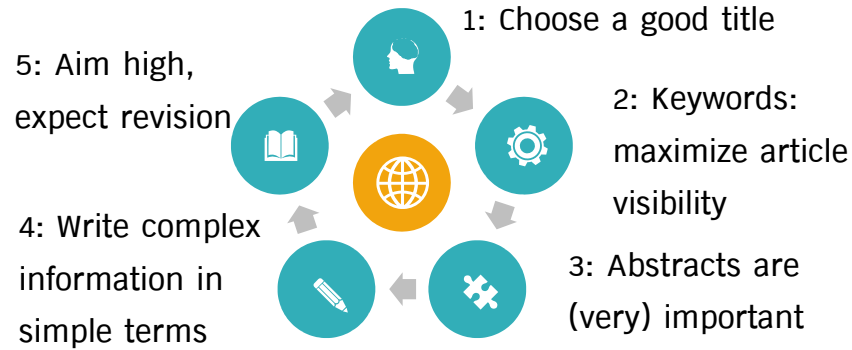 1: Choose a good title
2: Keywords:
maximize article
visibility
3: Abstracts are
(very) important
4: Write complex
information in
simple terms
5: Aim high,
expect revision